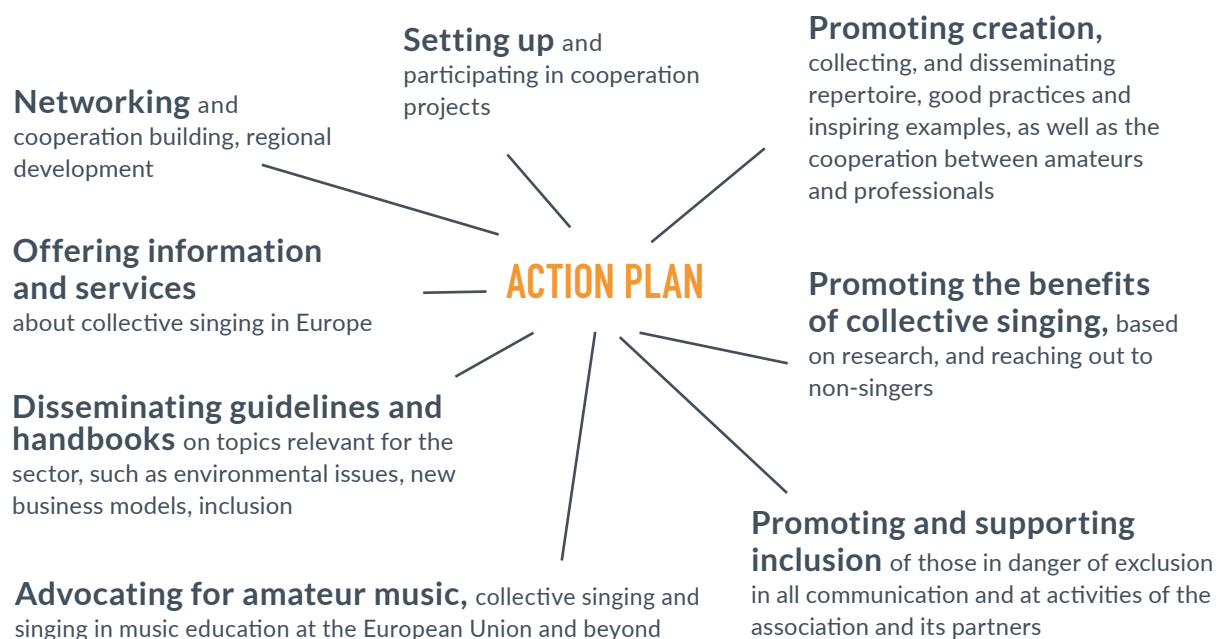 Setting up and
participating in cooperation
projects
Promoting creation,
collecting, and disseminating
repertoire, good practices and
inspiring examples, as well as the
cooperation between amateurs
and professionals
Networking and
cooperation building, regional
development
Offering information
and services
about collective singing in Europe
ACTION PLAN
Promoting the benefits
of collective singing, based
on research, and reaching out to
non-singers
Disseminating guidelines and
handbooks on topics relevant for the
sector, such as environmental issues, new
business models, inclusion
Promoting and supporting
inclusion of those in danger of exclusion
in all communication and at activities of the
association and its partners
Advocating for amateur music, collective singing and
singing in music education at the European Union and beyond